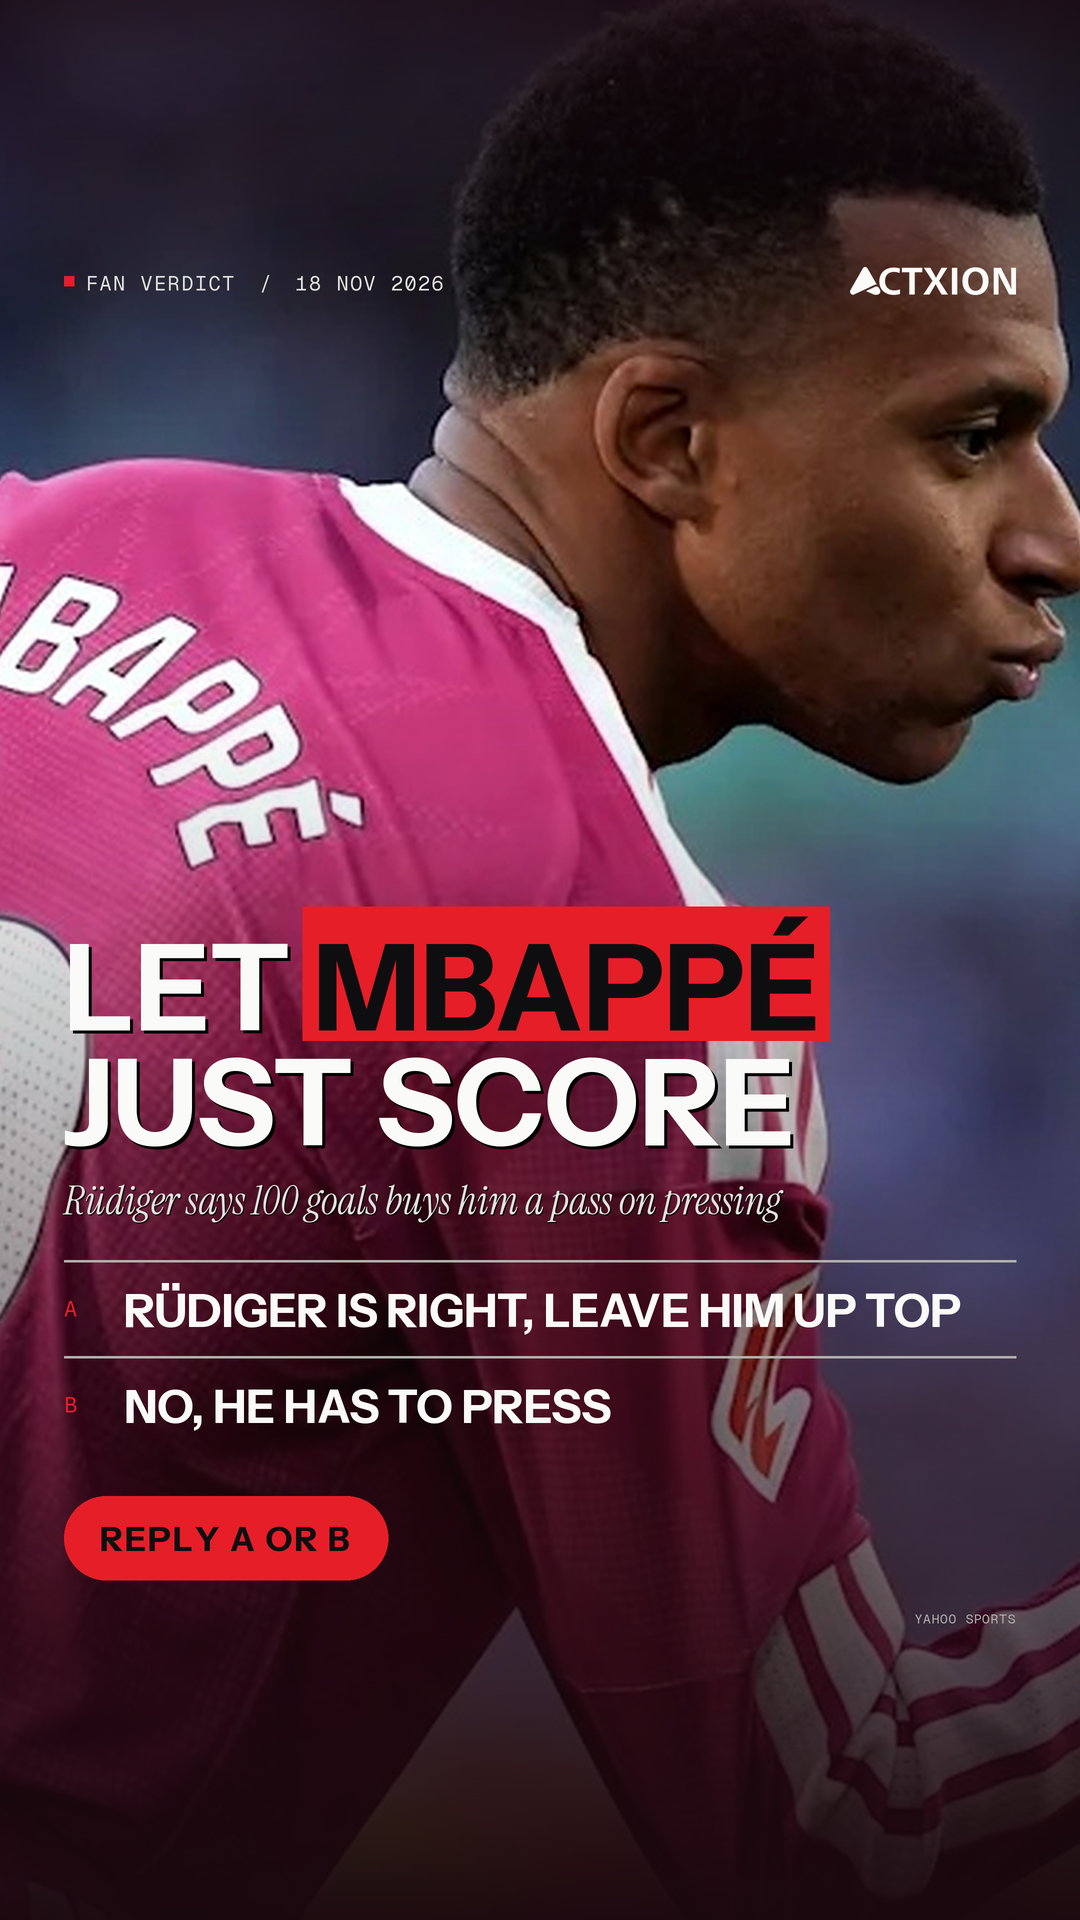 FAN VERDICT / 18 NOV 2026
ACTXION
ABAPPÉ
LET MBAPPÉ
JUST SCORE
Rüdiger says 100 goals buys him a pass on pressing
A RÜDIGER IS RIGHT, LEAVE HIM UP TOP
B NO, HE HAS TO PRESS
REPLY A OR B
YAHOO SPORTS